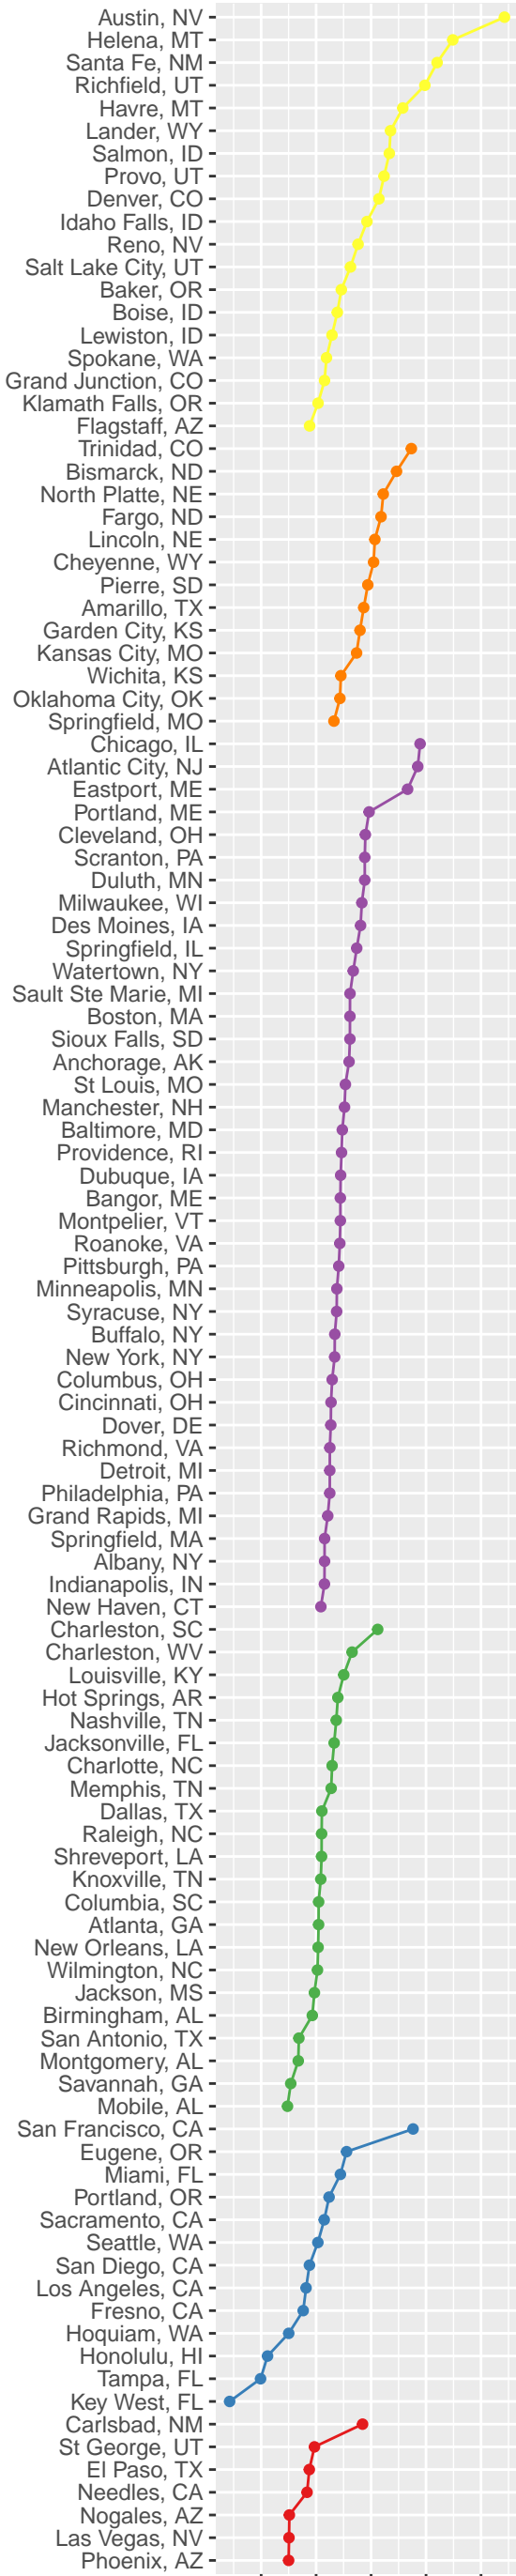 Austin, NV
Helena, MT
Santa Fe, NM
Richfield, UT
Havre, MT
Lander, WY
Salmon, ID
Provo, UT
Denver, CO
Idaho Falls, ID
Reno, NV
Salt Lake City, UT
Baker, OR
Boise, ID
Lewiston, ID
Spokane, WA
Grand Junction, CO
Klamath Falls, OR
Flagstaff, AZ
Trinidad, CO
Bismarck, ND
North Platte, NE
Fargo, ND
Lincoln, NE
Cheyenne, WY
Pierre, SD
Amarillo, TX
Garden City, KS
Kansas City, MO
Wichita, KS
Oklahoma City, OK
Springfield, MO
Chicago, IL
Atlantic City, NJ
Eastport, ME
Portland, ME
Cleveland, OH
Scranton, PA
Duluth, MN
Milwaukee, WI
Des Moines, IA
Springfield, IL
Watertown, NY
Sault Ste Marie, MI
Boston, MA
Sioux Falls, SD
Anchorage, AK
St Louis, MO
Manchester, NH
Baltimore, MD
Providence, RI
Dubuque, IA
Bangor, ME
Montpelier, VT
Roanoke, VA
Pittsburgh, PA
Minneapolis, MN
Syracuse, NY
Buffalo, NY
New York, NY
Columbus, OH
Cincinnati, OH
Dover, DE
Richmond, VA
Detroit, MI
Philadelphia, PA
Grand Rapids, MI
Springfield, MA
Albany, NY
Indianapolis, IN
New Haven, CT
Charleston, SC
Charleston, WV
Louisville, KY
Hot Springs, AR
Nashville, TN
Jacksonville, FL
Charlotte, NC
Memphis, TN
Dallas, TX
Raleigh, NC
Shreveport, LA
Knoxville, TN
Columbia, SC
Atlanta, GA
New Orleans, LA
Wilmington, NC
Jackson, MS
Birmingham, AL
San Antonio, TX
Montgomery, AL
Savannah, GA
Mobile, AL
San Francisco, CA
Eugene, OR
Miami, FL
Portland, OR
Sacramento, CA
Seattle, WA
San Diego, CA
Los Angeles, CA
Fresno, CA
Hoquiam, WA
Honolulu, HI
Tampa, FL
Key West, FL
Carlsbad, NM
St George, UT
El Paso, TX
Needles, CA
Nogales, AZ
Las Vegas, NV
Phoenix, AZ